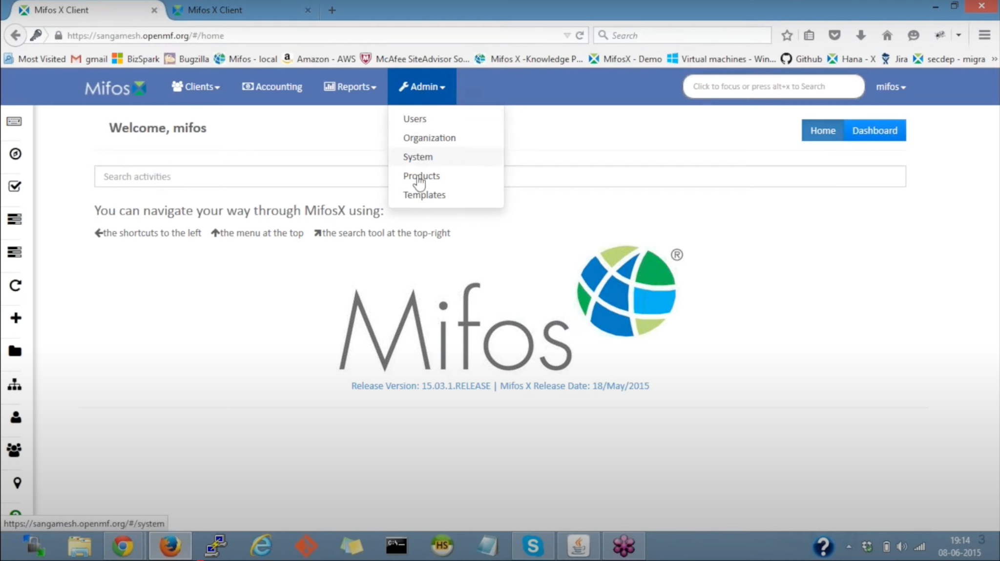 Mifos X Client
Mifos X Client
https://sangamesh.openmf.org/#/home
Search
Most Visited gmail BizSpark Bugzilla Mifos - local Amazon - AWS McAfee SiteAdvisor So... Mifos X -Knowledge P... MifosX - Demo Virtual machines - Win... Github Hana - X Jira secdep - migra »
Mifos Clients Accounting Reports Admin
Click to focus or press alt+x to Search
mifos
Users
Organization
System
Products
Templates
Welcome, mifos
Home Dashboard
Search activities
You can navigate your way through MifosX using:
the shortcuts to the left the menu at the top the search tool at the top-right
Mifos ®
Release Version: 15.03.1.RELEASE | Mifos X Release Date: 18/May/2015
https://sangamesh.openmf.org/#/system
C:\
HS
19:14 3
08-06-2015